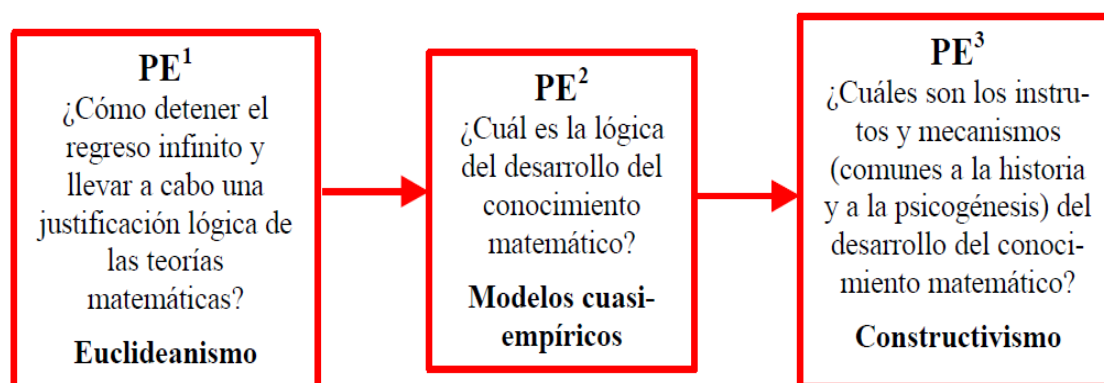 PE¹
¿Cómo detener el
regreso infinito y
llevar a cabo una
justificación lógica de
las teorías
matemáticas?
Euclideanismo
PE²
¿Cuál es la lógica
del desarrollo del
conocimiento
matemático?
Modelos cuasi-
empíricos
PE³
¿Cuáles son los instru-
tos y mecanismos
(comunes a la historia
y a la psicogénesis) del
desarrollo del conoci-
miento matemático?
Constructivismo